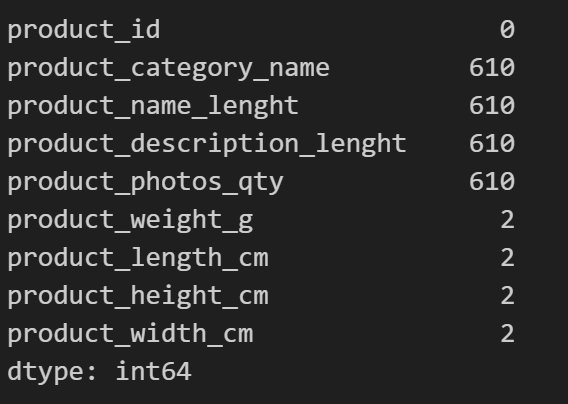 product_id 0
product_category_name 610
product_name_lenght 610
product_description_lenght 610
product_photos_qty 610
product_weight_g 2
product_length_cm 2
product_height_cm 2
product_width_cm 2
dtype: int64